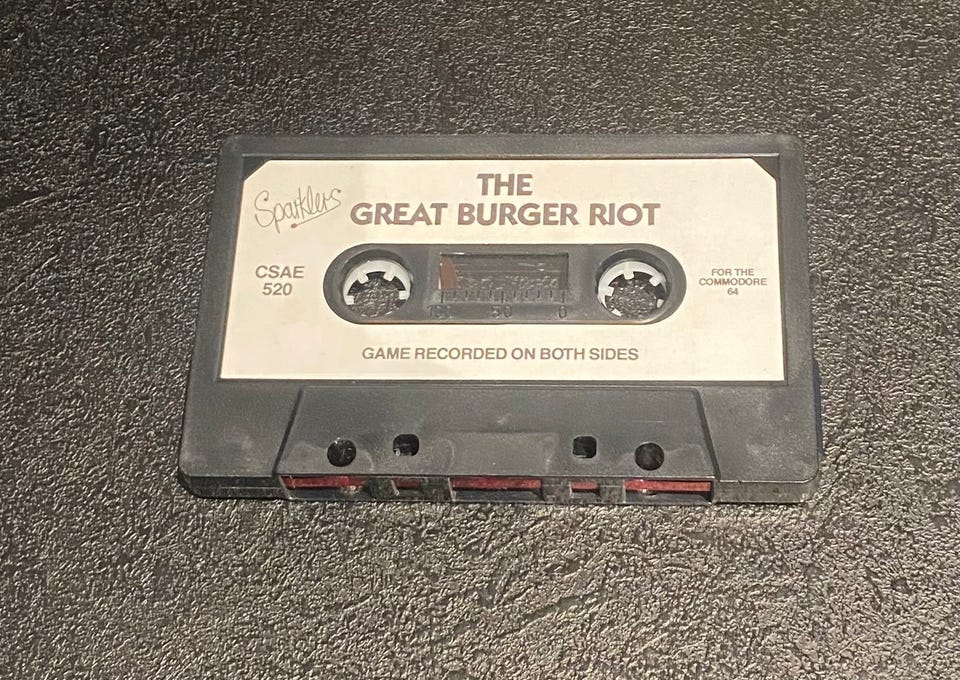 Sparklers
THE
GREAT BURGER RIOT
CSAE
520
FOR THE
COMMODORE
64
100 50 0
GAME RECORDED ON BOTH SIDES